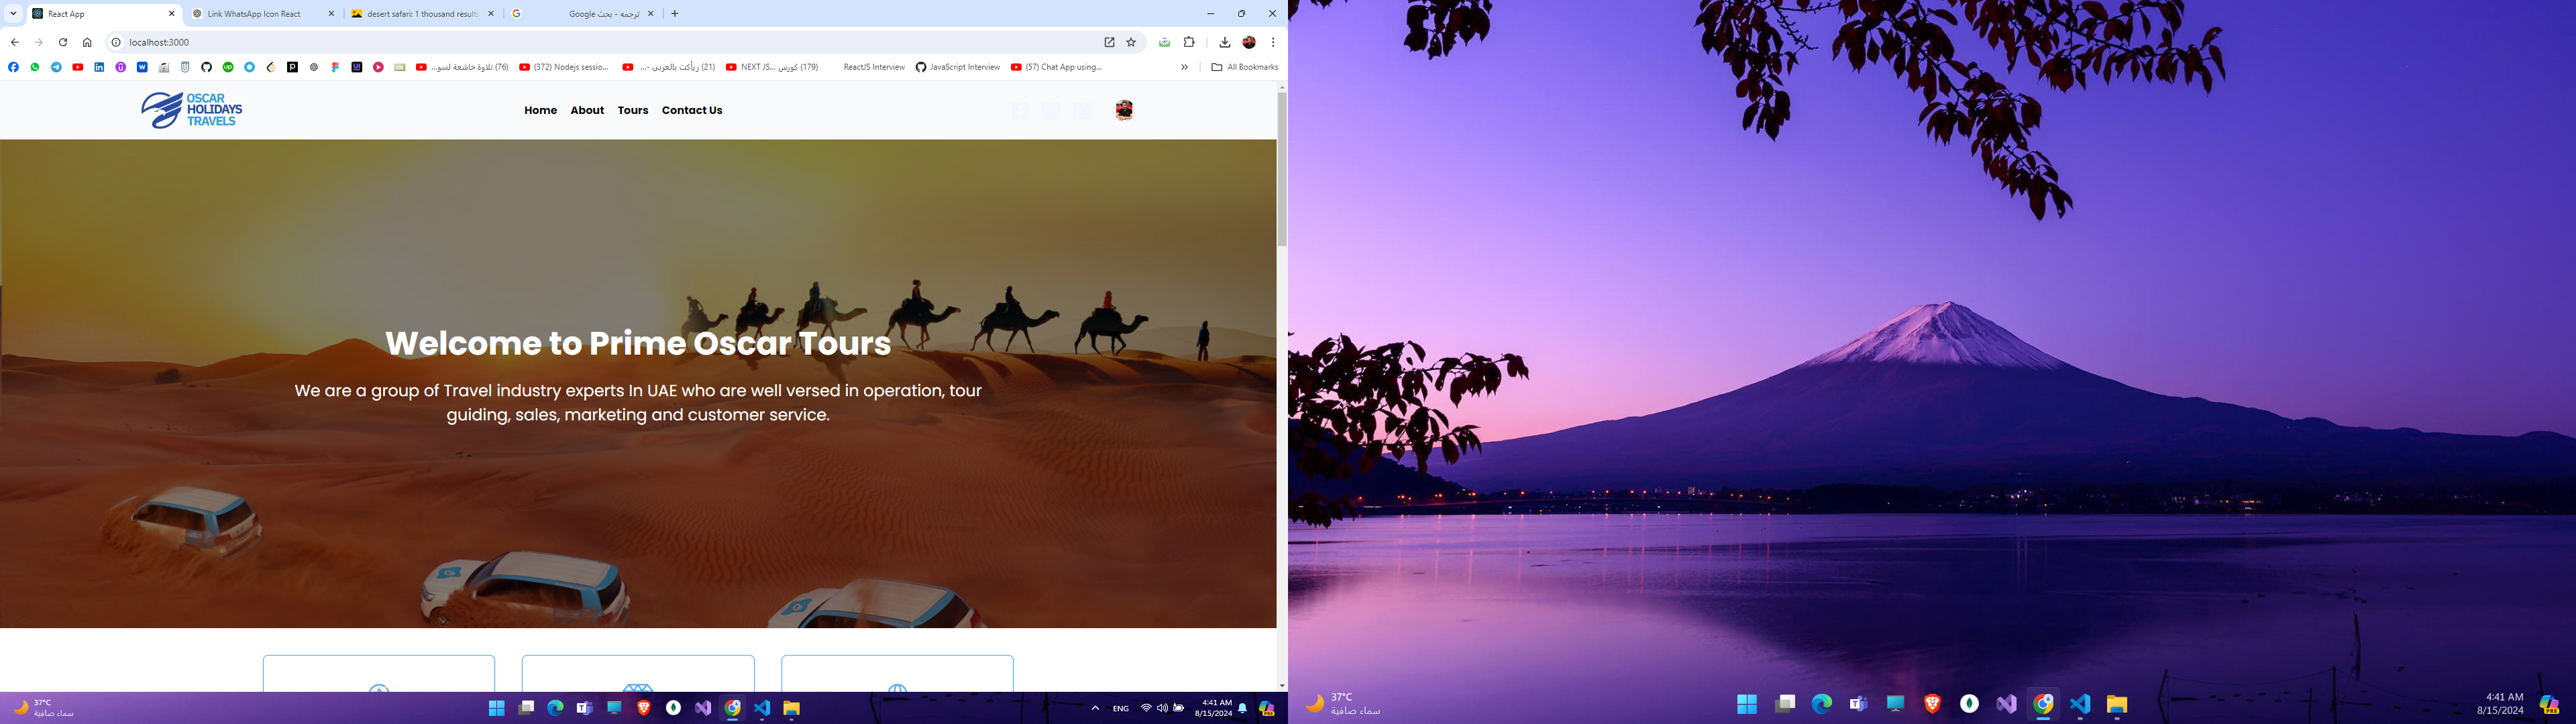 React App
Link WhatsApp Icon React
desert safari: 1 thousand results
ترجمه - بحث Google
localhost:3000
(76) تلاوة خاشعة لسو...
(372) Nodejs sessio...
(21) ريأكت بالعربي -...
NEXT JS... كورس (179)
ReactJS Interview
JavaScript Interview
(57) Chat App using...
All Bookmarks
OSCAR
HOLIDAYS
TRAVELS
Home
About
Tours
Contact Us
Welcome to Prime Oscar Tours
We are a group of Travel industry experts In UAE who are well versed in operation, tour
guiding, sales, marketing and customer service.
37°C
سماء صافية
ENG
4:41 AM
8/15/2024
37°C
سماء صافية
4:41 AM
8/15/2024